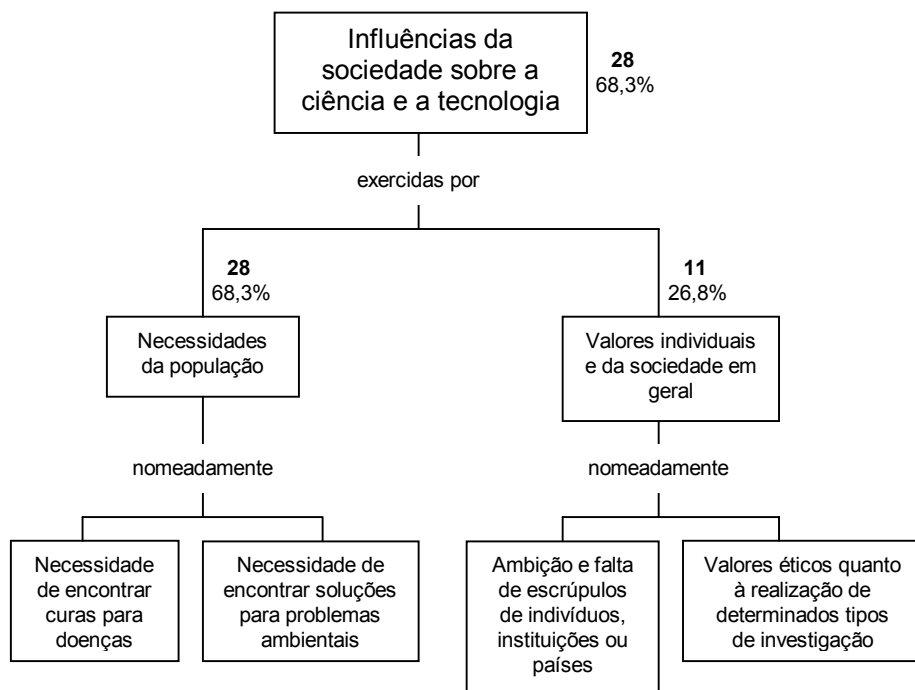 Influências da
sociedade sobre a
ciência e a tecnologia
28
68,3%
exercidas por
28
68,3%
11
26,8%
Necessidades
da população
Valores individuais
e da sociedade em
geral
nomeadamente
nomeadamente
Necessidade
de encontrar
curas para
doenças
Necessidade de
encontrar soluções
para problemas
ambientais
Ambição e falta
de escrúpulos
de indivíduos,
instituições ou
países
Valores éticos quanto
à realização de
determinados tipos
de investigação